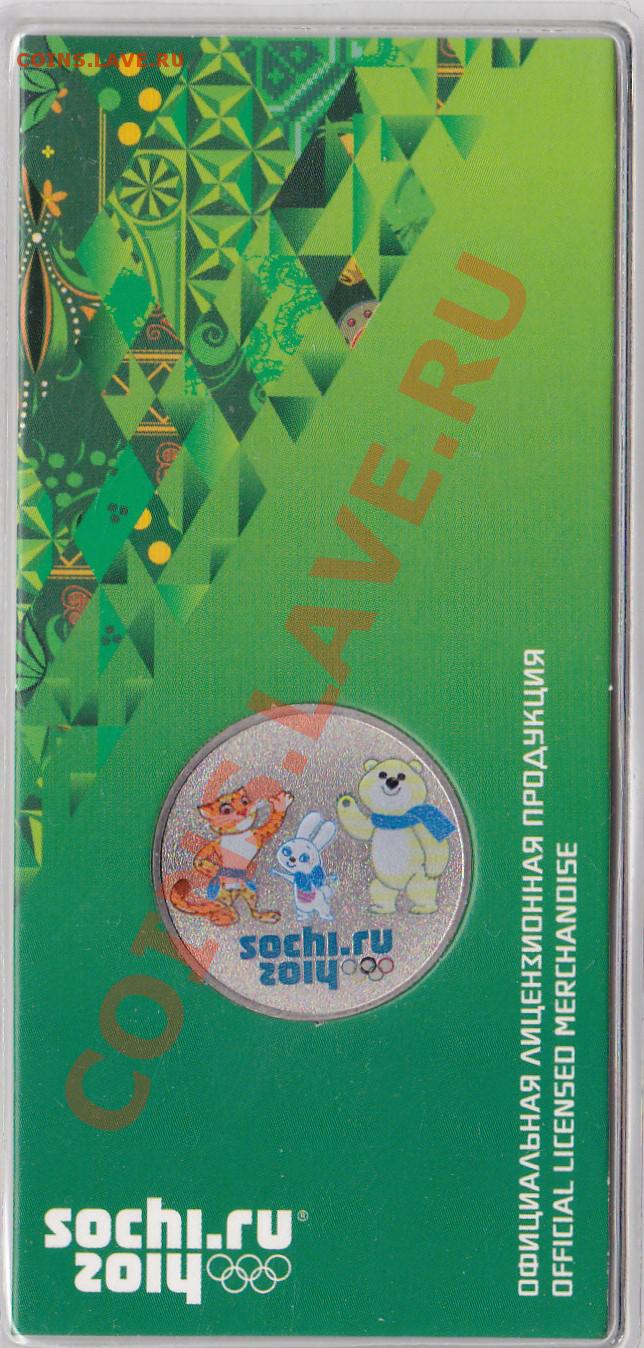 COINS.LAVE.RU
COINS.LAVE.RU
sochi.ru
2014
sochi.ru®
2014
ОФИЦИАЛЬНАЯ ЛИЦЕНЗИОННАЯ ПРОДУКЦИЯ
OFFICIAL LICENSED MERCHANDISE